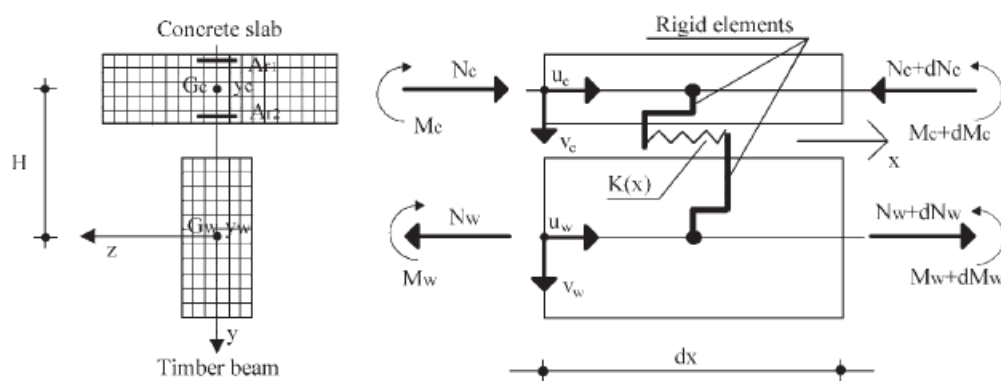 Concrete slab
Ar1
Gc yc
Ar2
H
Gw yw
z
y
Timber beam
Rigid elements
Nc
uc
Nc+dNc
Mc
vc
Mc+dMc
x
K(x)
Nw
uw
Nw+dNw
Mw
vw
Mw+dMw
dx